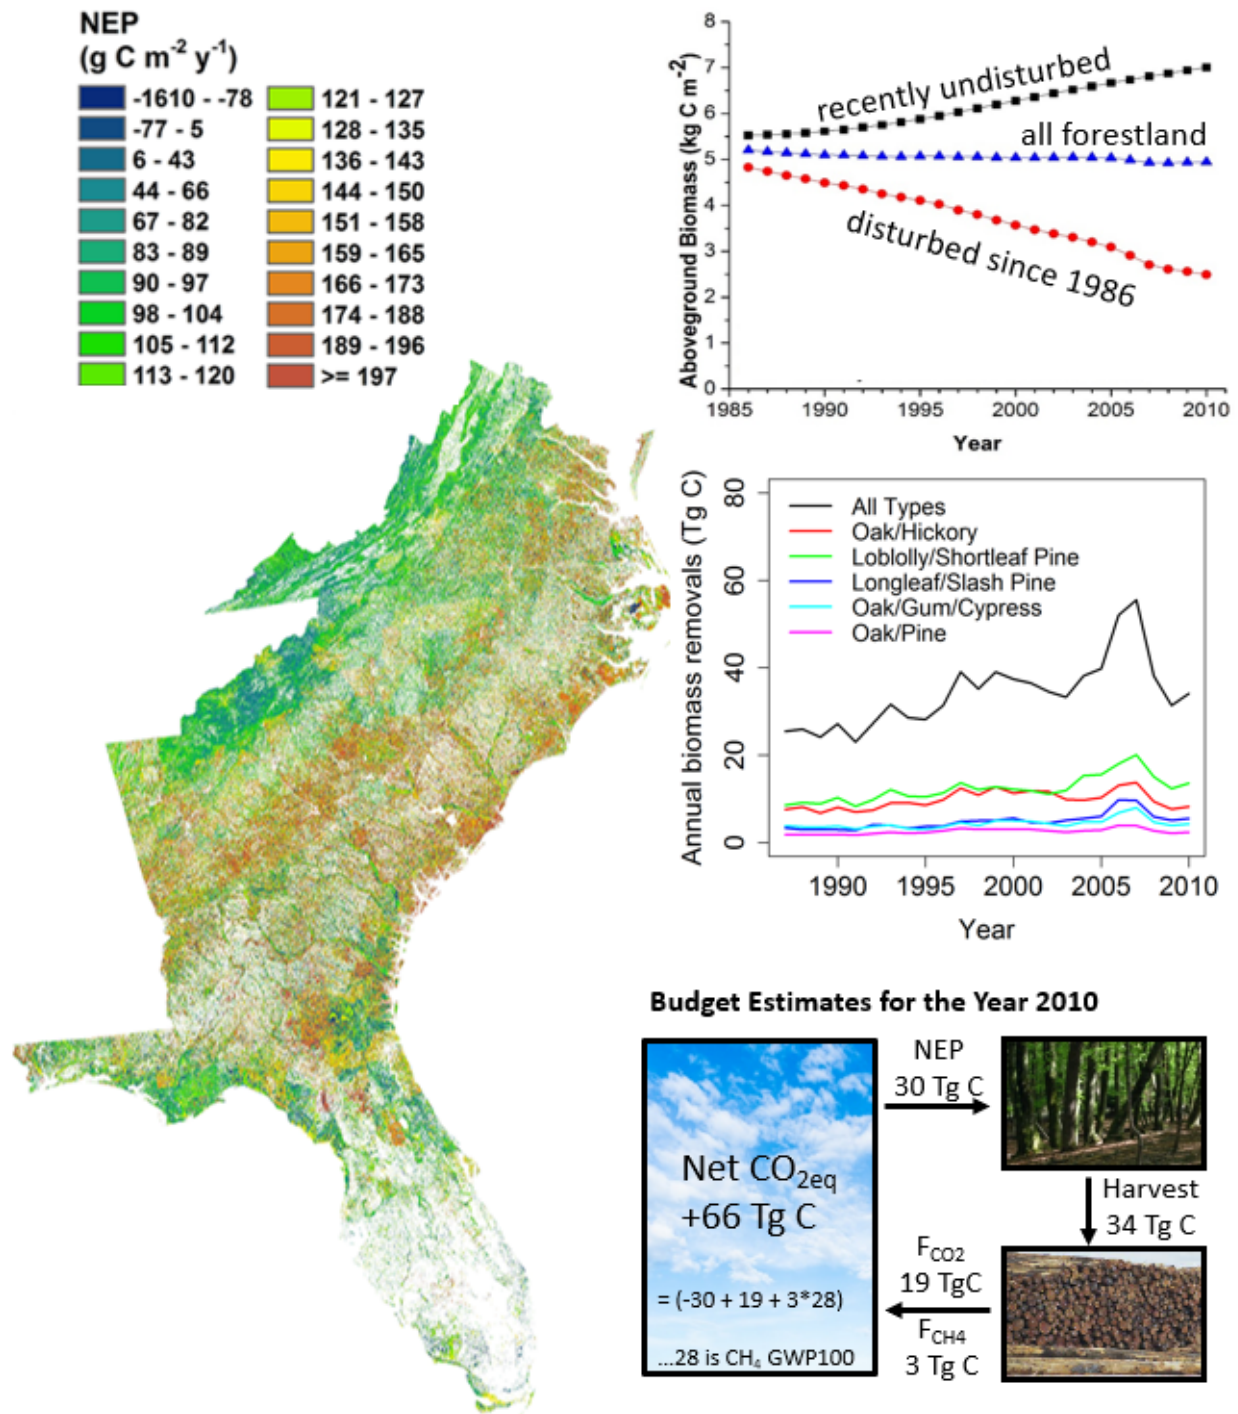 NEP
(g C m⁻² y⁻¹)
-1610 - -78
-77 - 5
6 - 43
44 - 66
67 - 82
83 - 89
90 - 97
98 - 104
105 - 112
113 - 120
121 - 127
128 - 135
136 - 143
144 - 150
151 - 158
159 - 165
166 - 173
174 - 188
189 - 196
>= 197
Aboveground Biomass (kg C m⁻²)
8
7
6
5
4
3
2
1
0
recently undisturbed
all forestland
disturbed since 1986
1985 1990 1995 2000 2005 2010
Year
Annual biomass removals (Tg C)
80
60
40
20
0
All Types
Oak/Hickory
Loblolly/Shortleaf Pine
Longleaf/Slash Pine
Oak/Gum/Cypress
Oak/Pine
1990 1995 2000 2005 2010
Year
Budget Estimates for the Year 2010
Net CO₂eq
+66 Tg C
= (-30 + 19 + 3*28)
...28 is CH₄ GWP100
NEP
30 Tg C
Harvest
34 Tg C
F_CO2
19 TgC
F_CH4
3 Tg C